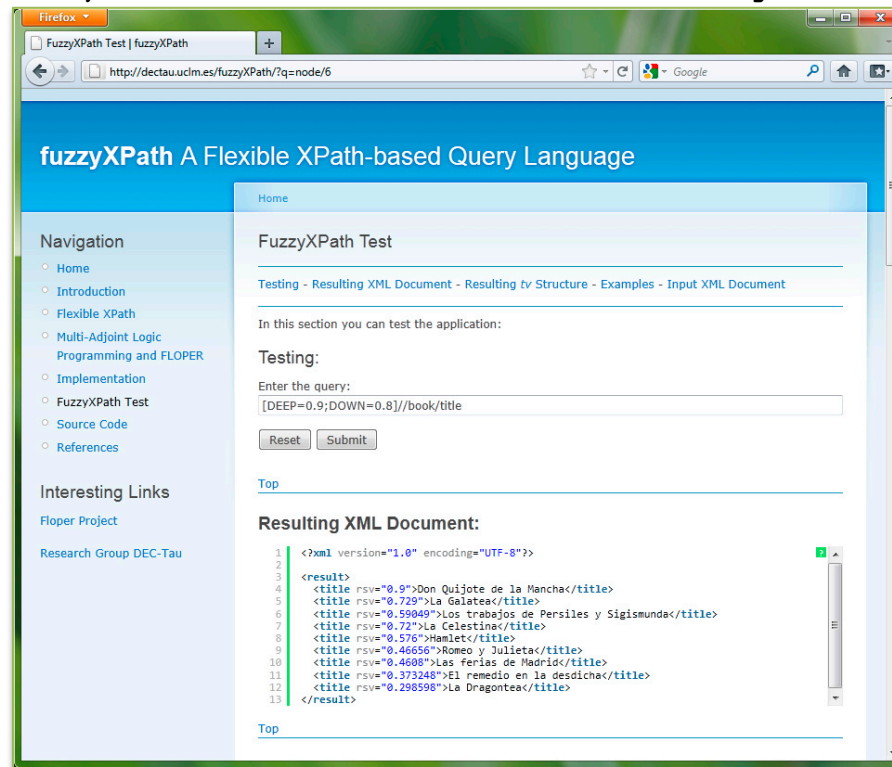 Firefox
FuzzyXPath Test | fuzzyXPath
+
http://dectau.uclm.es/fuzzyXPath/?q=node/6
Google
fuzzyXPath A Flexible XPath-based Query Language
Home
Navigation
Home
Introduction
Flexible XPath
Multi-Adjoint Logic
Programming and FLOPER
Implementation
FuzzyXPath Test
Source Code
References
Interesting Links
Floper Project
Research Group DEC-Tau
FuzzyXPath Test
Testing - Resulting XML Document - Resulting tv Structure - Examples - Input XML Document
In this section you can test the application:
Testing:
Enter the query:
[DEEP=0.9;DOWN=0.8]//book/title
Reset Submit
Top
Resulting XML Document:
1 <?xml version="1.0" encoding="UTF-8"?>
2
3 <result>
4 <title rsv="0.9">Don Quijote de la Mancha</title>
5 <title rsv="0.729">La Galatea</title>
6 <title rsv="0.59049">Los trabajos de Persiles y Sigismunda</title>
7 <title rsv="0.72">La Celestina</title>
8 <title rsv="0.576">Hamlet</title>
9 <title rsv="0.46656">Romeo y Julieta</title>
10 <title rsv="0.4608">Las ferias de Madrid</title>
11 <title rsv="0.373248">El remedio en la desdicha</title>
12 <title rsv="0.298598">La Dragontea</title>
13 </result>
?
Top